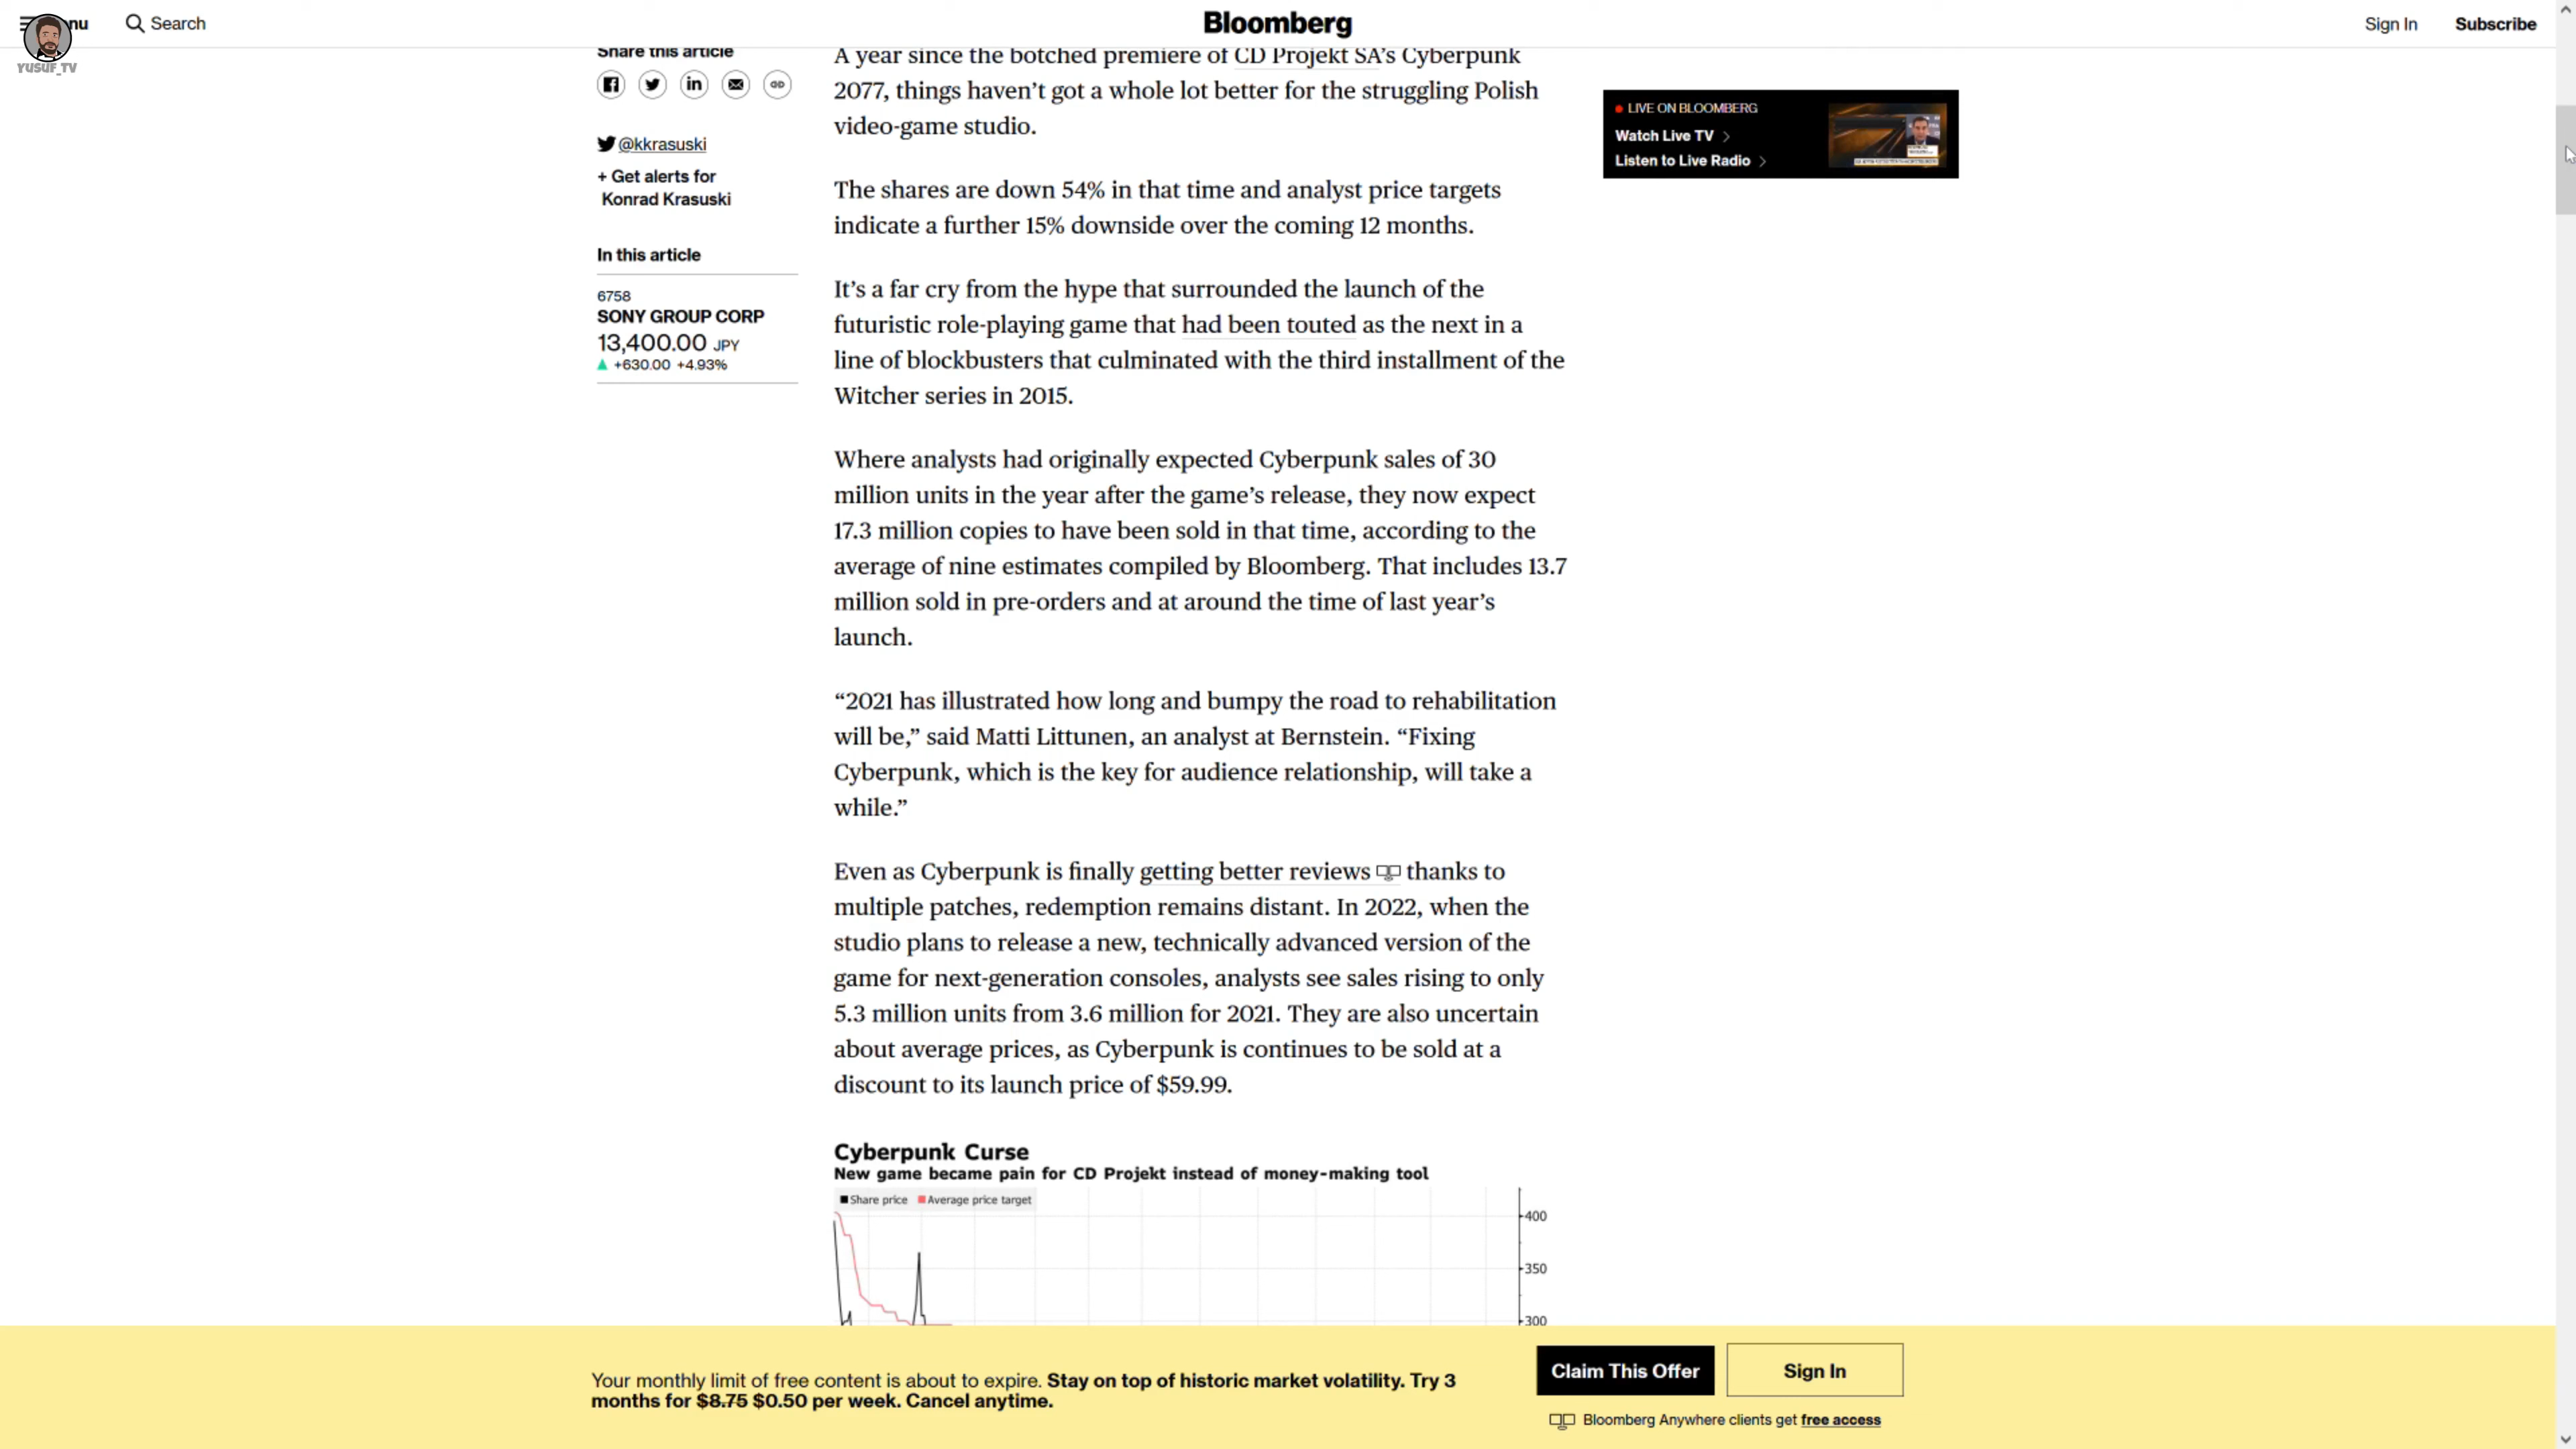 nu
Search
Bloomberg
Sign In
Subscribe
YUSUF_TV
Share this article
@kkrasuski
+ Get alerts for
Konrad Krasuski
In this article
6758
SONY GROUP CORP
13,400.00 JPY
▲ +630.00 +4.93%
A year since the botched premiere of CD Projekt SA's Cyberpunk
2077, things haven't got a whole lot better for the struggling Polish
video-game studio.
The shares are down 54% in that time and analyst price targets
indicate a further 15% downside over the coming 12 months.
It's a far cry from the hype that surrounded the launch of the
futuristic role-playing game that had been touted as the next in a
line of blockbusters that culminated with the third installment of the
Witcher series in 2015.
Where analysts had originally expected Cyberpunk sales of 30
million units in the year after the game's release, they now expect
17.3 million copies to have been sold in that time, according to the
average of nine estimates compiled by Bloomberg. That includes 13.7
million sold in pre-orders and at around the time of last year's
launch.
“2021 has illustrated how long and bumpy the road to rehabilitation
will be,” said Matti Littunen, an analyst at Bernstein. “Fixing
Cyberpunk, which is the key for audience relationship, will take a
while.”
Even as Cyberpunk is finally getting better reviews thanks to
multiple patches, redemption remains distant. In 2022, when the
studio plans to release a new, technically advanced version of the
game for next-generation consoles, analysts see sales rising to only
5.3 million units from 3.6 million for 2021. They are also uncertain
about average prices, as Cyberpunk is continues to be sold at a
discount to its launch price of $59.99.
Cyberpunk Curse
New game became pain for CD Projekt instead of money-making tool
Share price Average price target
400
350
300
LIVE ON BLOOMBERG
Watch Live TV
Listen to Live Radio
Your monthly limit of free content is about to expire. Stay on top of historic market volatility. Try 3
months for $8.75 $0.50 per week. Cancel anytime.
Claim This Offer
Sign In
Bloomberg Anywhere clients get free access